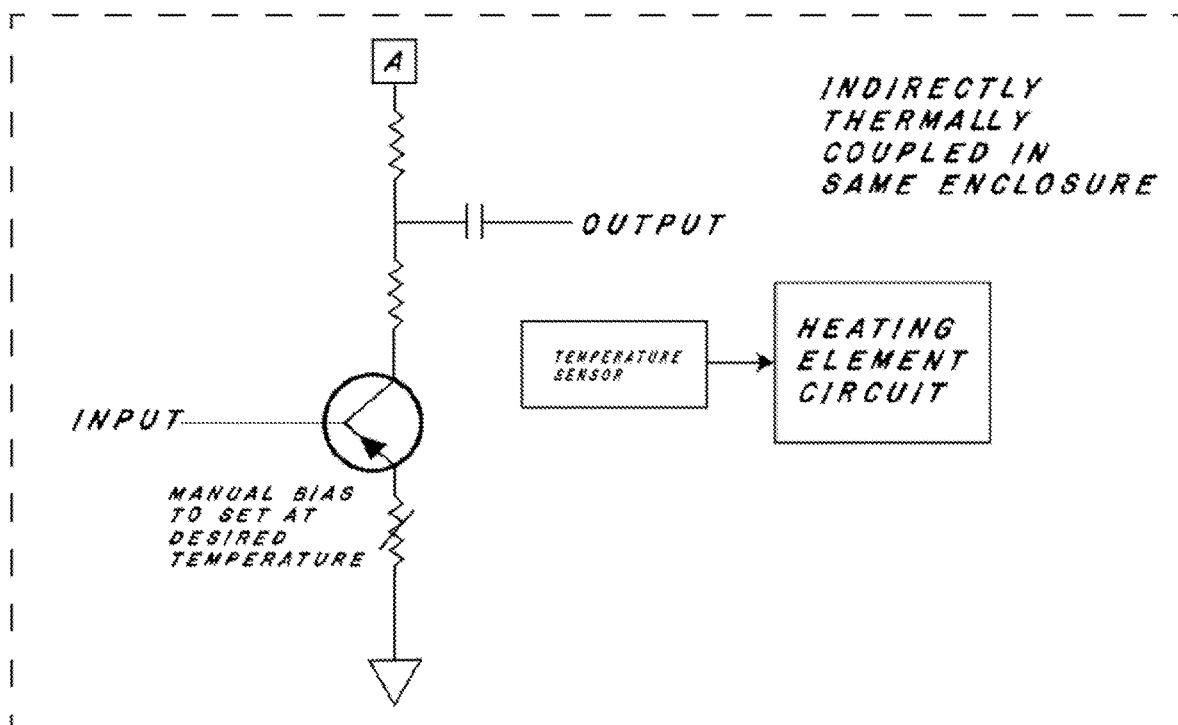 A
INDIRECTLY
THERMALLY
COUPLED IN
SAME ENCLOSURE
OUTPUT
TEMPERATURE
SENSOR
HEATING
ELEMENT
CIRCUIT
INPUT
MANUAL BIAS
TO SET AT
DESIRED
TEMPERATURE